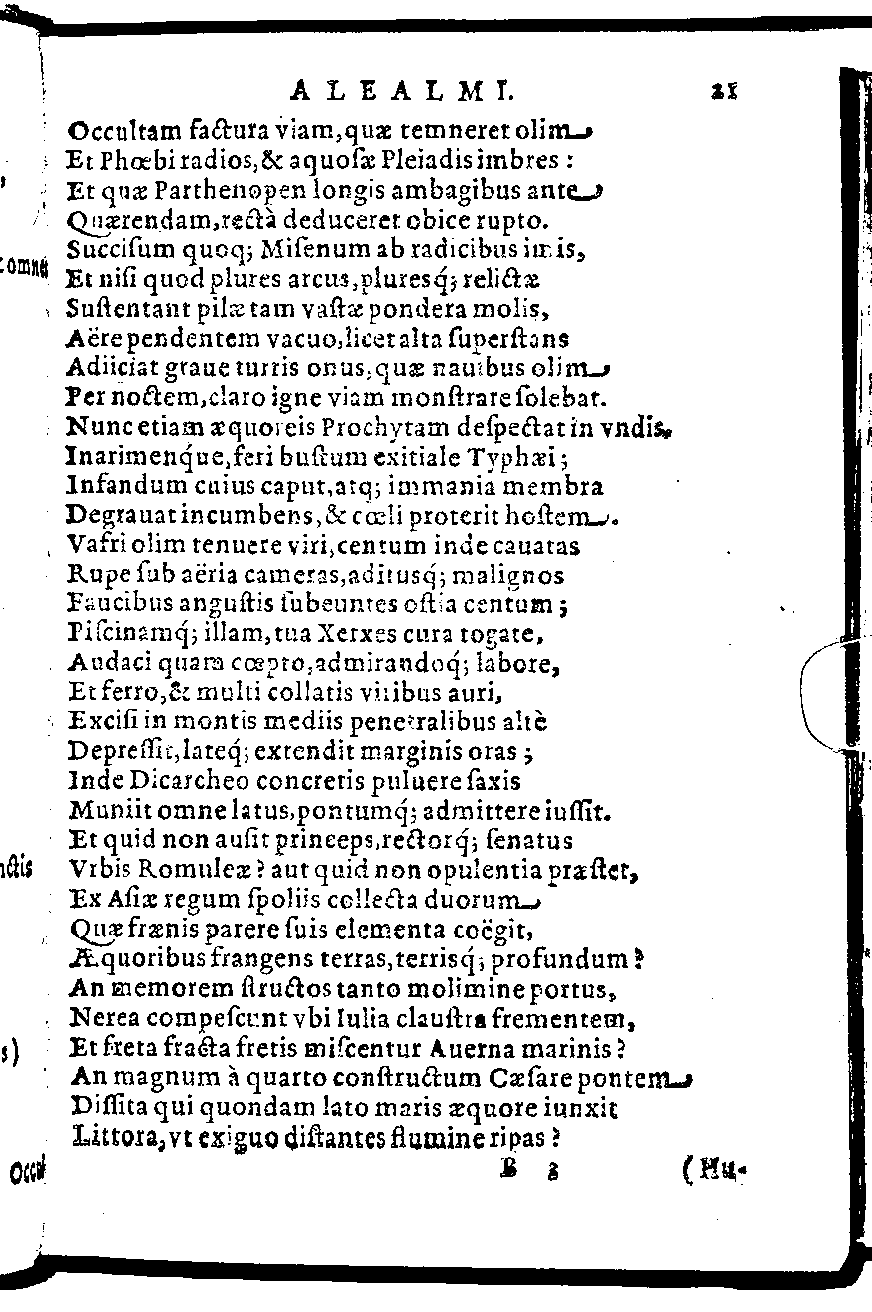 ALEALMI. 21
Occultam factura viam, quæ temneret olim
Et Phœbi radios, & aquoſæ Pleiadis imbres :
Et quæ Parthenopen longis ambagibus ante
Quærendam, rectà deduceret obice rupto.
Succiſum quoq; Miſenum ab radicibus imis,
Et niſi quod plures arcus, pluresq́; relictæ
Suſtentant pilæ tam vaſtæ pondera molis,
Aëre pendentem vacuo, licet alta ſuperſtans
Adiiciat graue turris onus, quæ nauibus olim
Per noctem, claro igne viam monſtrare ſolebat.
Nunc etiam æquoreis Prochytam deſpectat in vndis,
Inarimenq́ue, feri buſtum exitiale Typhæi ;
Infandum cuius caput, atq; immania membra
Degrauat incumbens, & cœli proterit hoſtem.
Vafri olim tenuere viri, centum inde cauatas
Rupe ſub aëria cameras, aditusq́; malignos
Faucibus anguſtis ſubeuntes oſtia centum ;
Piſcinamq́; illam, tua Xerxes cura togate,
Audaci quam cœpto, admirandoq́; labore,
Et ferro, & multi collatis viribus auri,
Exciſi in montis mediis penetralibus altè
Depreſſit, lateq́; extendit marginis oras ;
Inde Dicarcheo concretis puluere ſaxis
Muniit omne latus, pontumq́; admittere iuſſit.
Et quid non auſit princeps, rectorq́; ſenatus
Vrbis Romuleæ? aut quid non opulentia præſtet,
Ex Aſiæ regum ſpoliis collecta duorum
Quæ frænis parere ſuis elementa coëgit,
Æquoribus frangens terras, terrisq́; profundum ?
An memorem ſtructos tanto molimine portus,
Nerea compeſcunt vbi Iulia clauſtra frementem,
Et freta fracta fretis miſcentur Auerna marinis ?
An magnum à quarto conſtructum Cæſare pontem
Diſſita qui quondam lato maris æquore iunxit
Littora, vt exiguo diſtantes flumine ripas ?
B 3 (Hu-